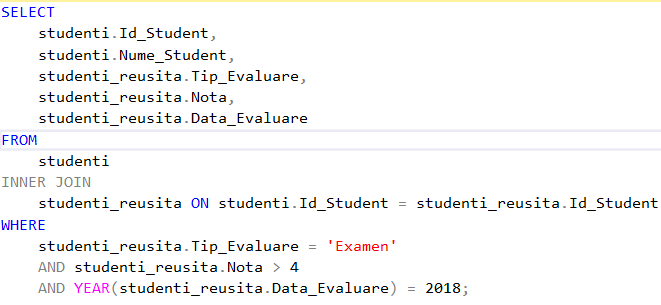 SELECT
studenti.Id_Student,
studenti.Nume_Student,
studenti_reusita.Tip_Evaluare,
studenti_reusita.Nota,
studenti_reusita.Data_Evaluare
FROM
studenti
INNER JOIN
studenti_reusita ON studenti.Id_Student = studenti_reusita.Id_Student
WHERE
studenti_reusita.Tip_Evaluare = 'Examen'
AND studenti_reusita.Nota > 4
AND YEAR(studenti_reusita.Data_Evaluare) = 2018;